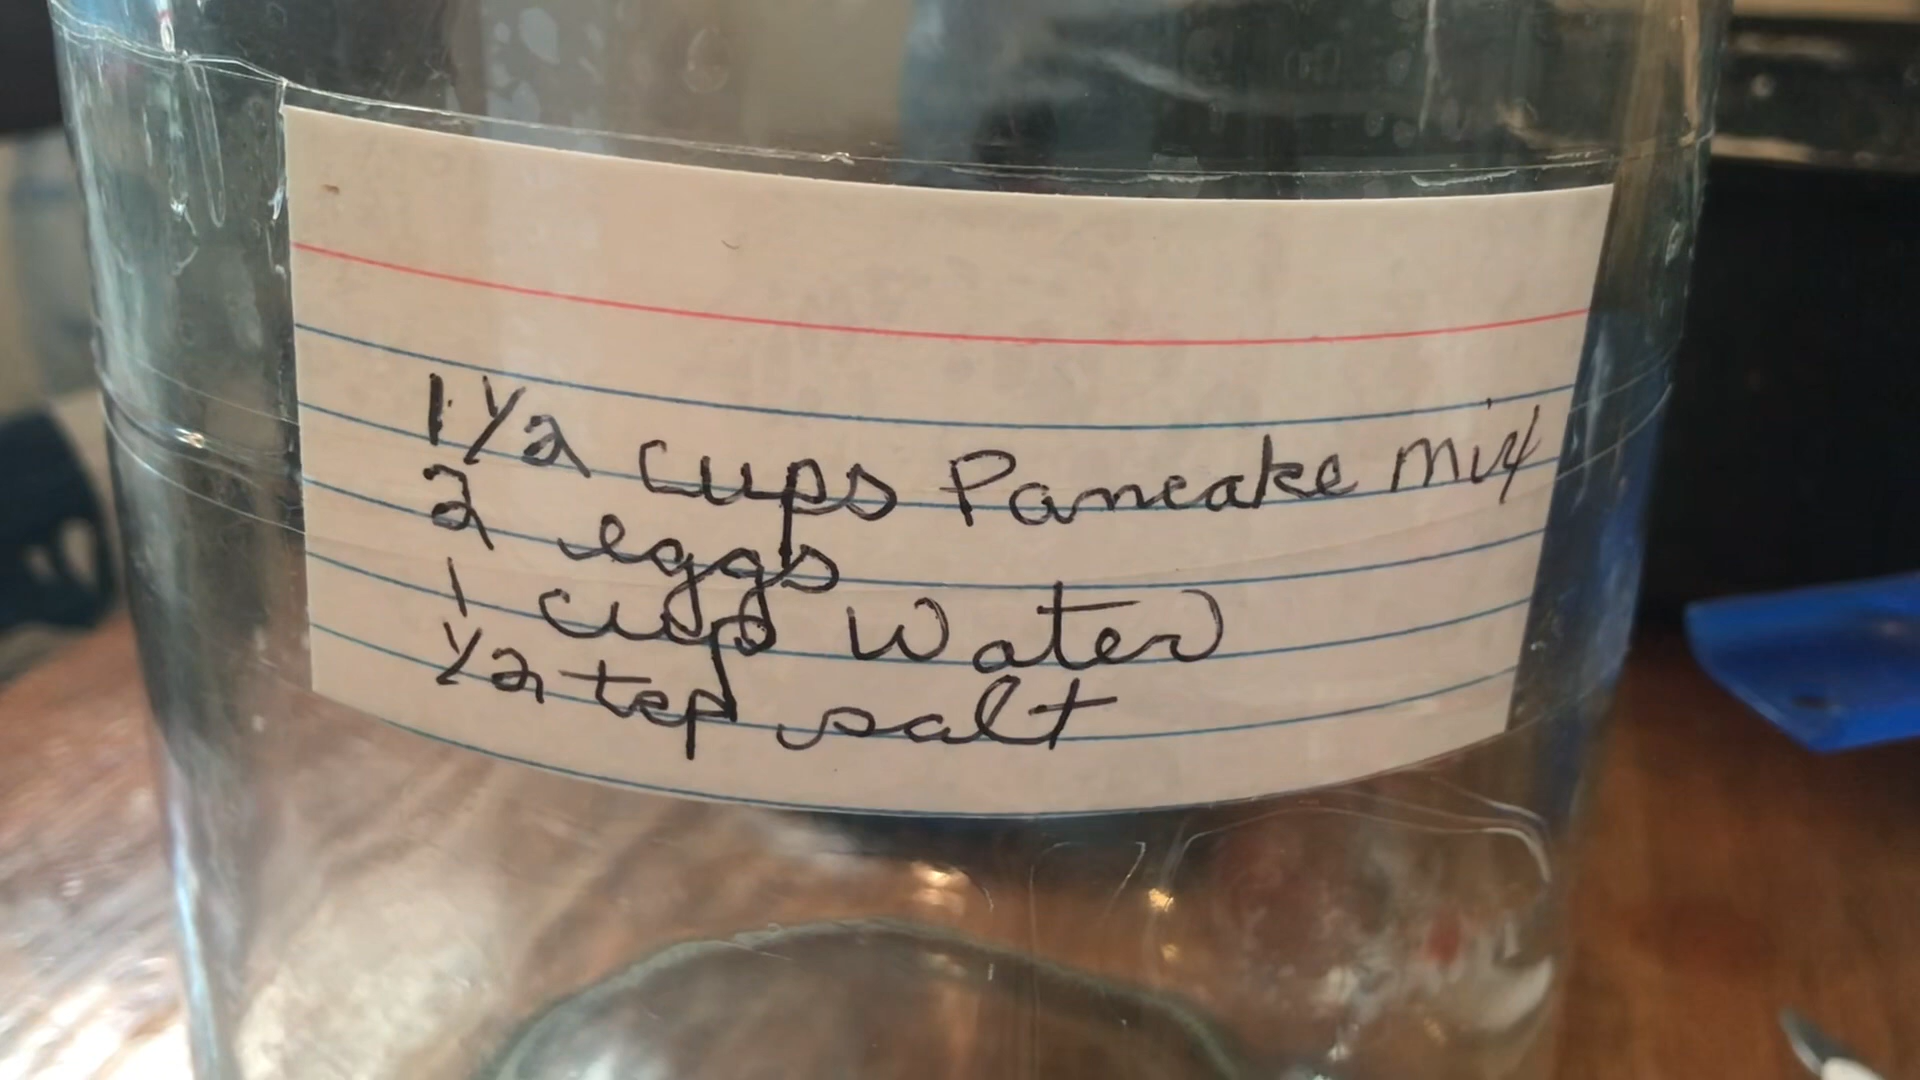 1 1/2 cups Pancake mix
2 eggs
1 cup water
1/2 tsp salt